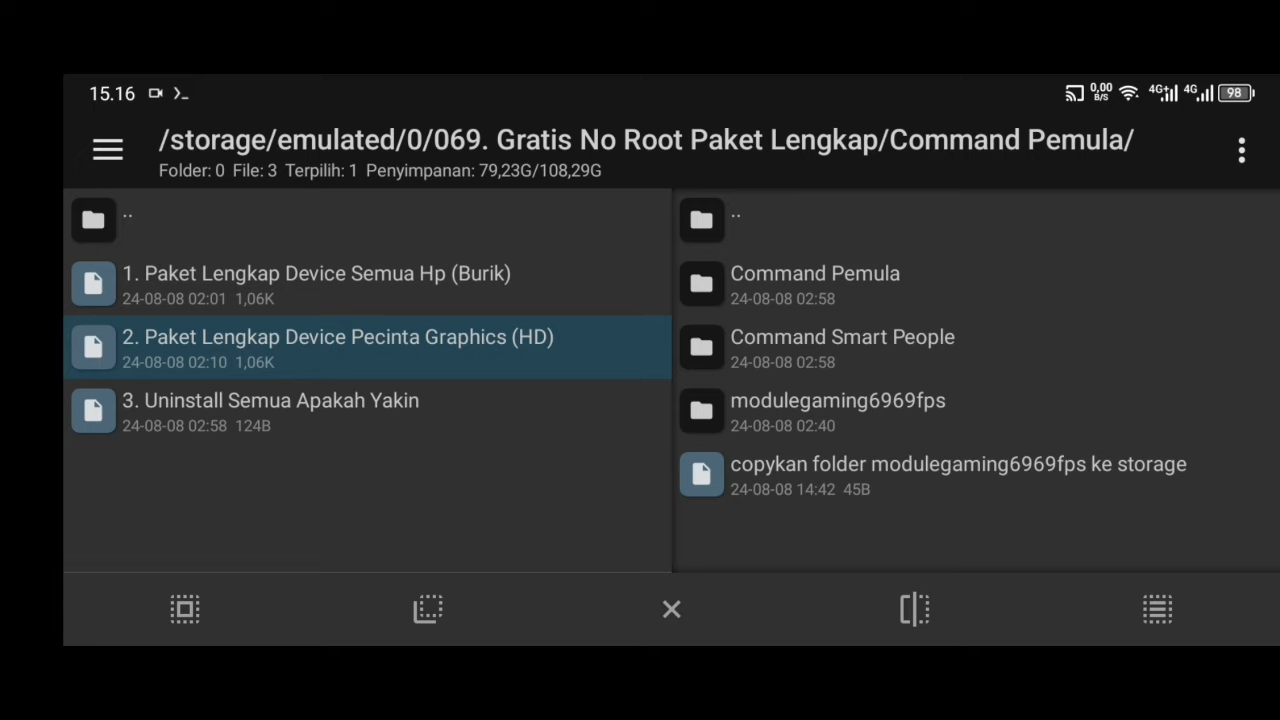 15.16
0,00
B/S
4G+
4G
98
/storage/emulated/0/069. Gratis No Root Paket Lengkap/Command Pemula/
Folder: 0 File: 3 Terpilih: 1 Penyimpanan: 79,23G/108,29G
..
1. Paket Lengkap Device Semua Hp (Burik)
24-08-08 02:01 1,06K
2. Paket Lengkap Device Pecinta Graphics (HD)
24-08-08 02:10 1,06K
3. Uninstall Semua Apakah Yakin
24-08-08 02:58 124B
..
Command Pemula
24-08-08 02:58
Command Smart People
24-08-08 02:58
modulegaming6969fps
24-08-08 02:40
copykan folder modulegaming6969fps ke storage
24-08-08 14:42 45B